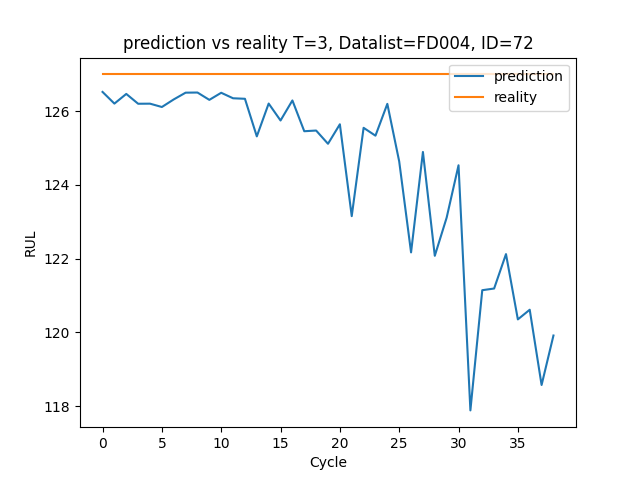 prediction vs reality T=3, Datalist=FD004, ID=72
prediction
reality
126
124
122
120
118
RUL
0 5 10 15 20 25 30 35
Cycle